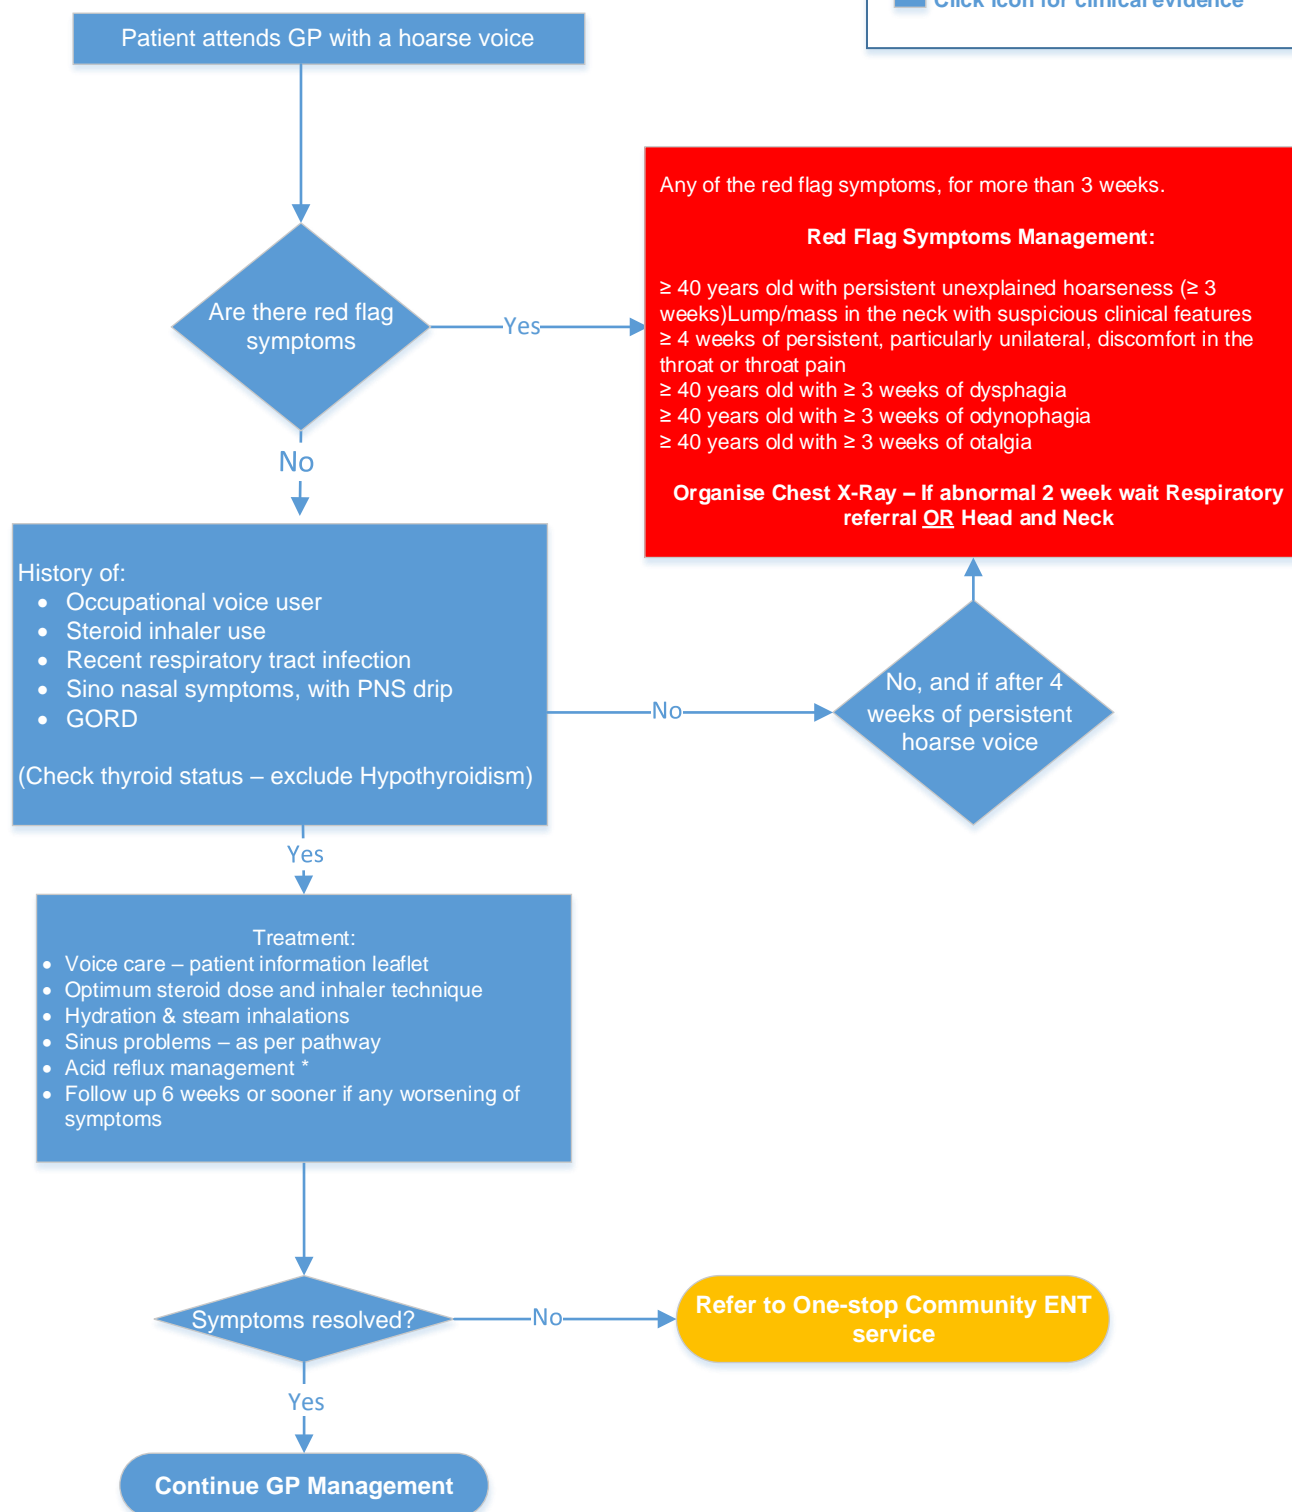 Click icon for clinical evidence
Patient attends GP with a hoarse voice
Are there red flag
symptoms
Yes
Any of the red flag symptoms, for more than 3 weeks.
Red Flag Symptoms Management:
≥ 40 years old with persistent unexplained hoarseness (≥ 3
weeks)Lump/mass in the neck with suspicious clinical features
≥ 4 weeks of persistent, particularly unilateral, discomfort in the
throat or throat pain
≥ 40 years old with ≥ 3 weeks of dysphagia
≥ 40 years old with ≥ 3 weeks of odynophagia
≥ 40 years old with ≥ 3 weeks of otalgia
Organise Chest X-Ray – If abnormal 2 week wait Respiratory
referral OR Head and Neck
No
History of:
• Occupational voice user
• Steroid inhaler use
• Recent respiratory tract infection
• Sino nasal symptoms, with PNS drip
• GORD
(Check thyroid status – exclude Hypothyroidism)
No
No, and if after 4
weeks of persistent
hoarse voice
Yes
Treatment:
• Voice care – patient information leaflet
• Optimum steroid dose and inhaler technique
• Hydration & steam inhalations
• Sinus problems – as per pathway
• Acid reflux management *
• Follow up 6 weeks or sooner if any worsening of
symptoms
Symptoms resolved?
No
Refer to One-stop Community ENT
service
Yes
Continue GP Management